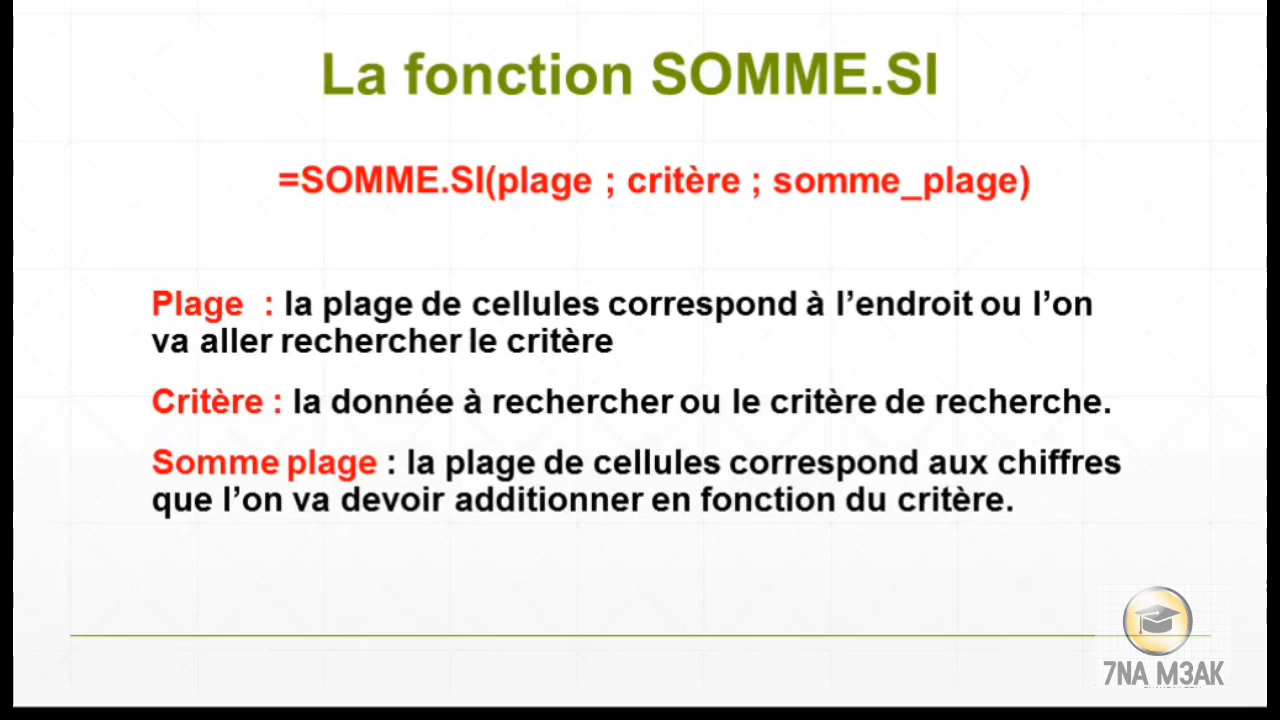 La fonction SOMME.SI
=SOMME.SI(plage ; critère ; somme_plage)
Plage : la plage de cellules correspond à l’endroit ou l’on
va aller rechercher le critère
Critère : la donnée à rechercher ou le critère de recherche.
Somme plage : la plage de cellules correspond aux chiffres
que l’on va devoir additionner en fonction du critère.
7NA M3AK